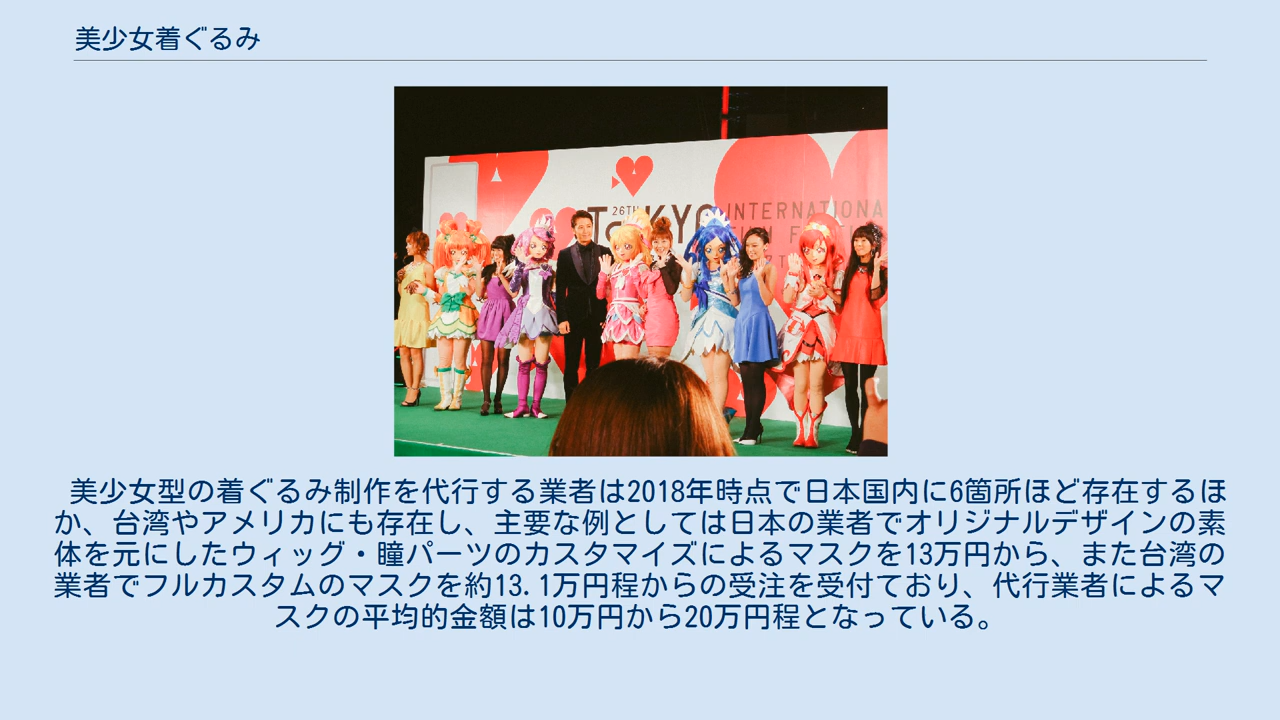 美少女着ぐるみ
26TH
TOKYO INTERNATIONA
美少女型の着ぐるみ制作を代行する業者は2018年時点で日本国内に6箇所ほど存在するほ
か、台湾やアメリカにも存在し、主要な例としては日本の業者でオリジナルデザインの素
体を元にしたウィッグ・瞳パーツのカスタマイズによるマスクを13万円から、また台湾の
業者でフルカスタムのマスクを約13.1万円程からの受注を受付ており、代行業者によるマ
スクの平均的金額は10万円から20万円程となっている。